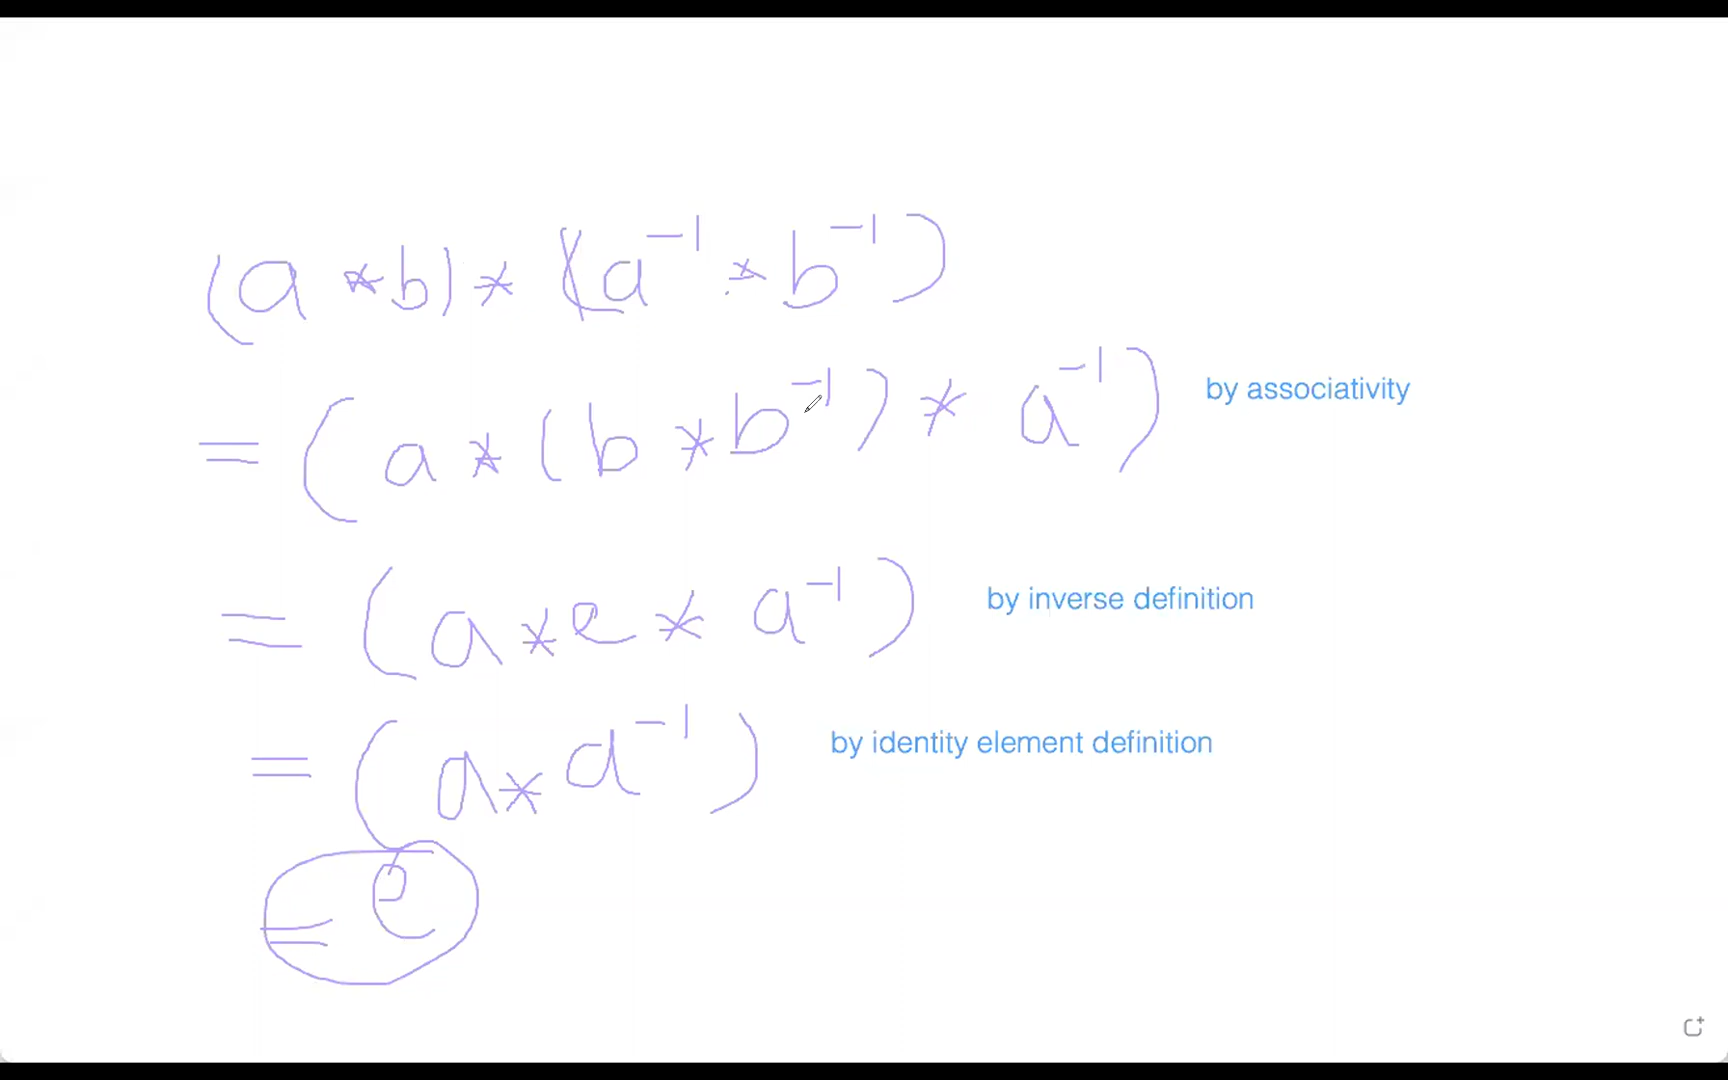 (a * b) * (a⁻¹ * b⁻¹)
= (a * (b * b⁻¹) * a⁻¹) by associativity
= (a * e * a⁻¹) by inverse definition
= (a * a⁻¹) by identity element definition
= e